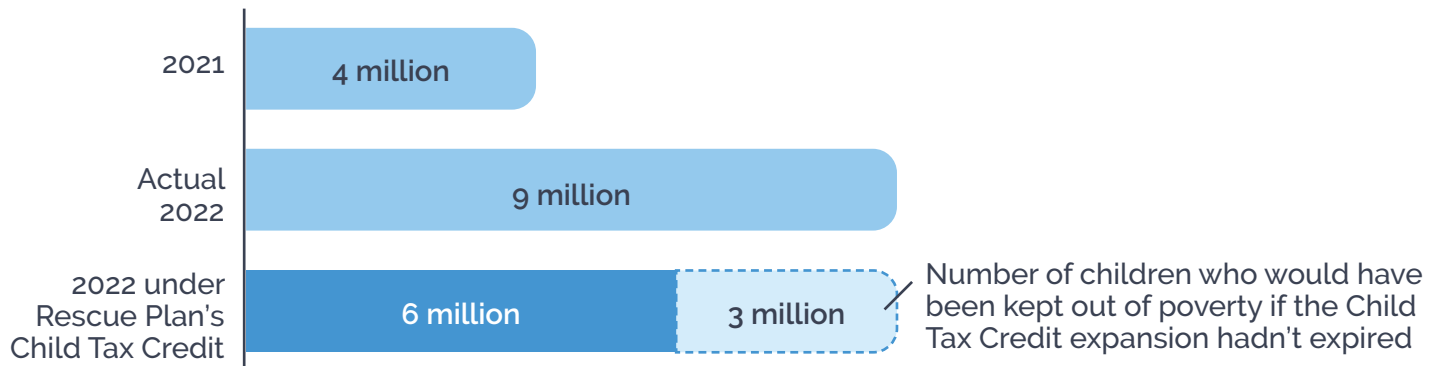 2021
4 million
Actual
2022
9 million
2022 under
Rescue Plan's
Child Tax Credit
6 million
3 million
Number of children who would have
been kept out of poverty if the Child
Tax Credit expansion hadn't expired